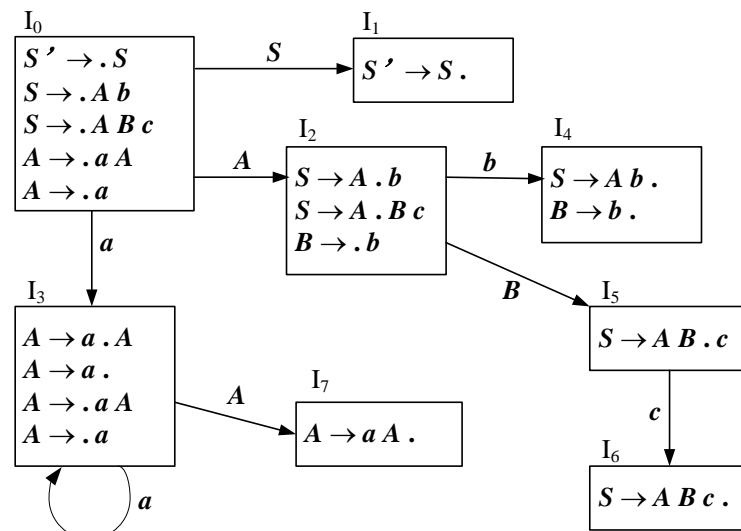 I₀
S′ → . S
S → . A b
S → . A B c
A → . a A
A → . a
S
I₁
S′ → S .
A
I₂
S → A . b
S → A . B c
B → . b
b
I₄
S → A b .
B → b .
a
B
I₃
A → a . A
A → a .
A → . a A
A → . a
I₅
S → A B . c
A
I₇
A → a A .
c
I₆
S → A B c .
a